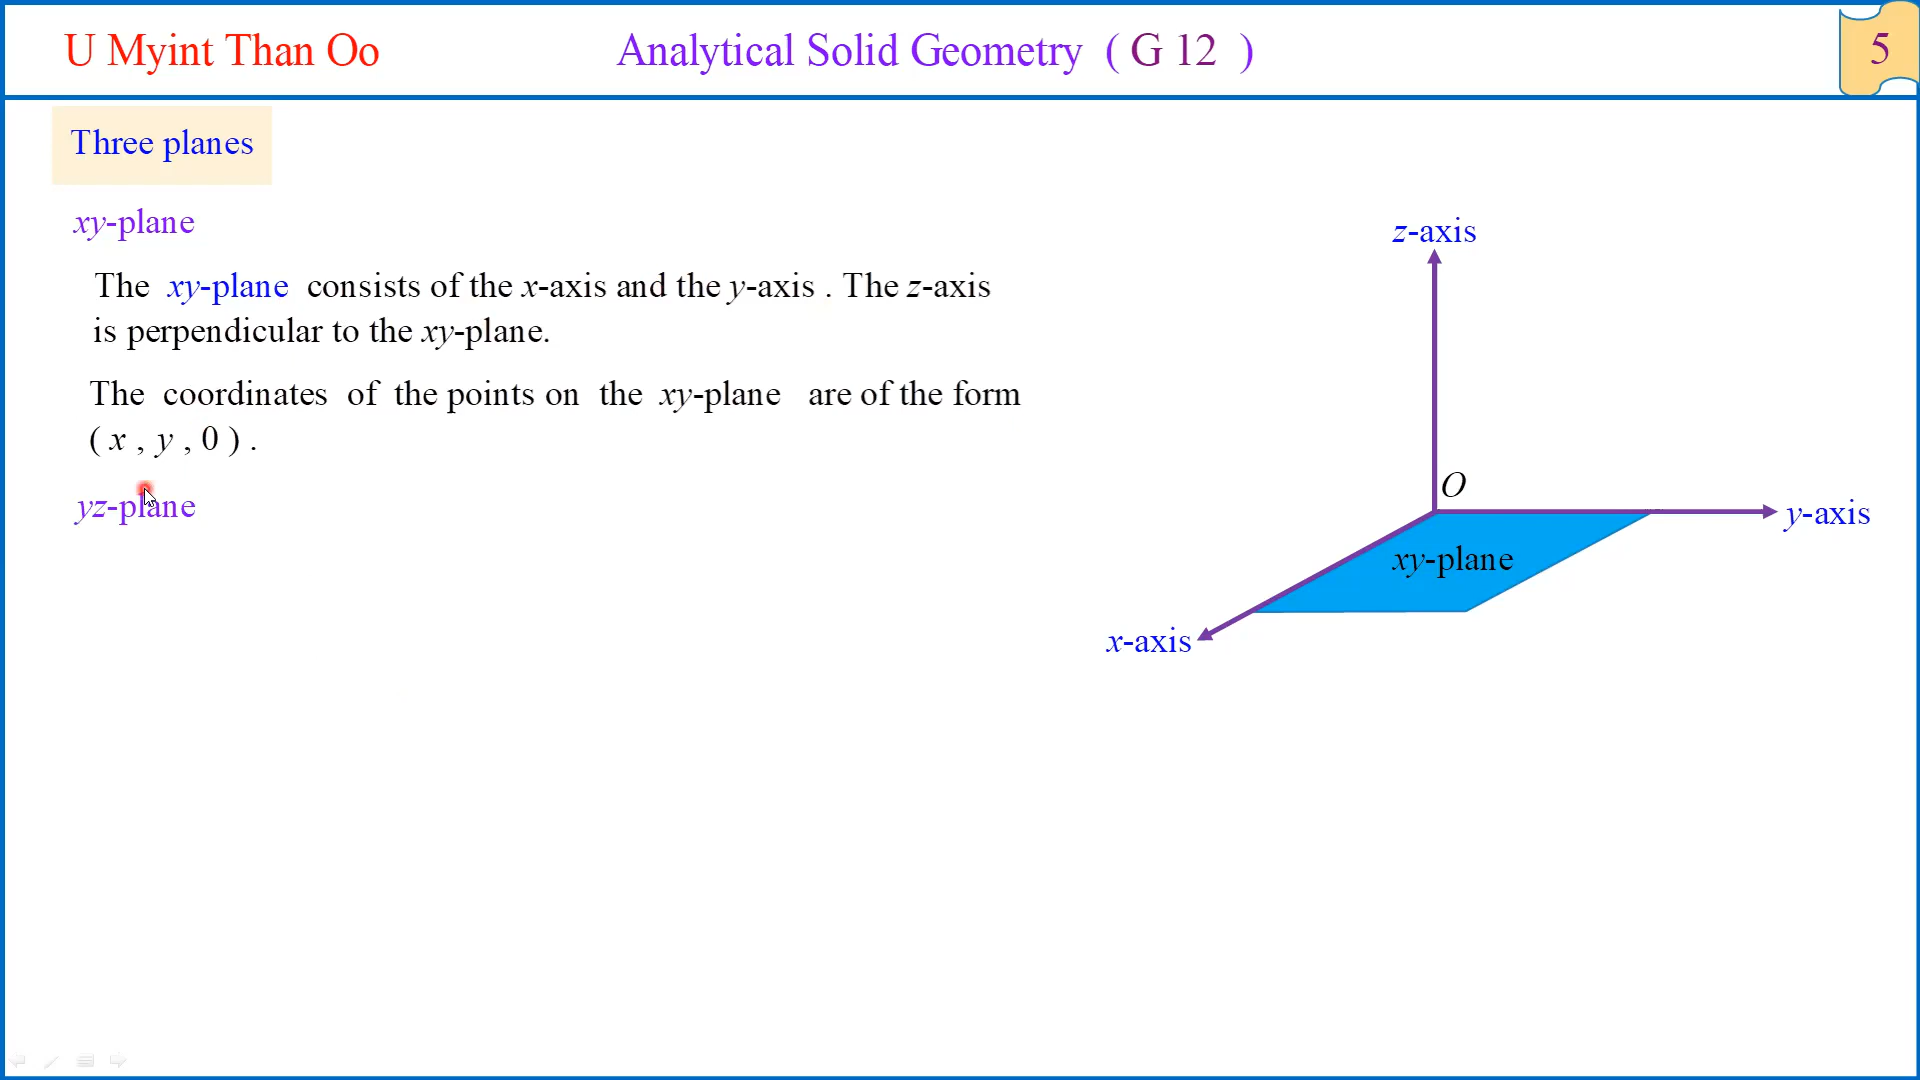 U Myint Than Oo
Analytical Solid Geometry ( G 12 )
5
Three planes
xy-plane
The xy-plane consists of the x-axis and the y-axis . The z-axis
is perpendicular to the xy-plane.
The coordinates of the points on the xy-plane are of the form
( x , y , 0 ) .
yz-plane
z-axis
O
y-axis
xy-plane
x-axis